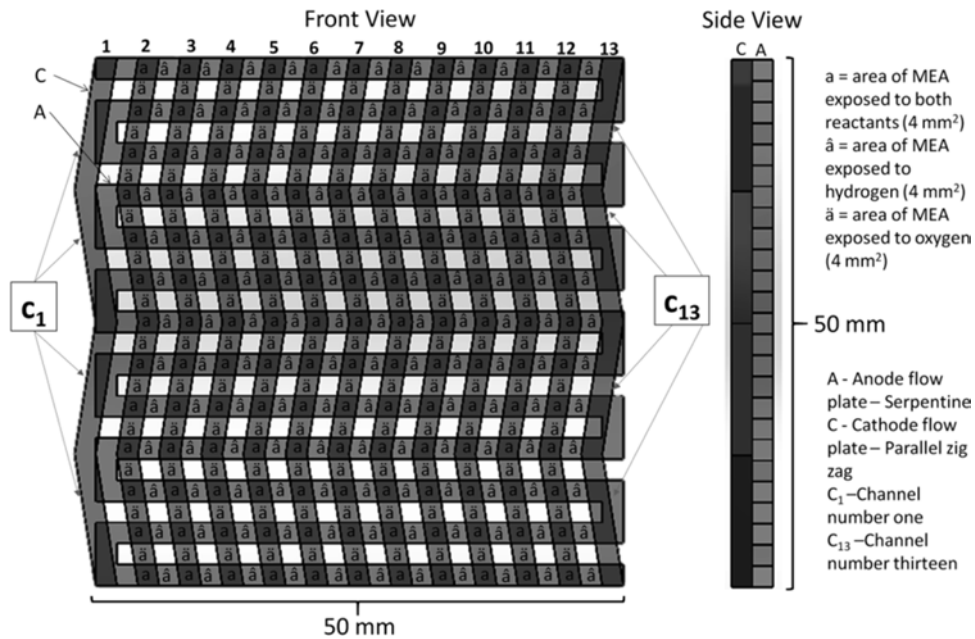 Front View
Side View
1 2 3 4 5 6 7 8 9 10 11 12 13
C A
C
A
a â a â a â a â a â a â a â a â a â a â a â
ä ä ä ä ä ä ä ä ä ä ä
a â a â a â a â a â a â a â a â a â a â a â
ä ä ä ä ä ä ä ä ä ä ä
a â a â a â a â a â a â a â a â a â a â a â
ä ä ä ä ä ä ä ä ä ä ä
a â a â a â a â a â a â a â a â a â a â a â
ä ä ä ä ä ä ä ä ä ä ä
a â a â a â a â a â a â a â a â a â a â a â
ä ä ä ä ä ä ä ä ä ä ä
a â a â a â a â a â a â a â a â a â a â a â
ä ä ä ä ä ä ä ä ä ä ä
a â a â a â a â a â a â a â a â a â a â a â
ä ä ä ä ä ä ä ä ä ä ä
a â a â a â a â a â a â a â a â a â a â a â
ä ä ä ä ä ä ä ä ä ä ä
a â a â a â a â a â a â a â a â a â a â a â
ä ä ä ä ä ä ä ä ä ä ä
a â a â a â a â a â a â a â a â a â a â a â
ä ä ä ä ä ä ä ä ä ä ä
a â a â a â a â a â a â a â a â a â a â a â
ä ä ä ä ä ä ä ä ä ä ä
a â a â a â a â a â a â a â a â a â a â a â
ä ä ä ä ä ä ä ä ä ä ä
a â a â a â a â a â a â a â a â a â a â a â
c₁
c₁₃
50 mm
50 mm
a = area of MEA
exposed to both
reactants (4 mm²)
â = area of MEA
exposed to
hydrogen (4 mm²)
ä = area of MEA
exposed to oxygen
(4 mm²)
A - Anode flow
plate – Serpentine
C - Cathode flow
plate – Parallel zig
zag
C₁ –Channel
number one
C₁₃ –Channel
number thirteen